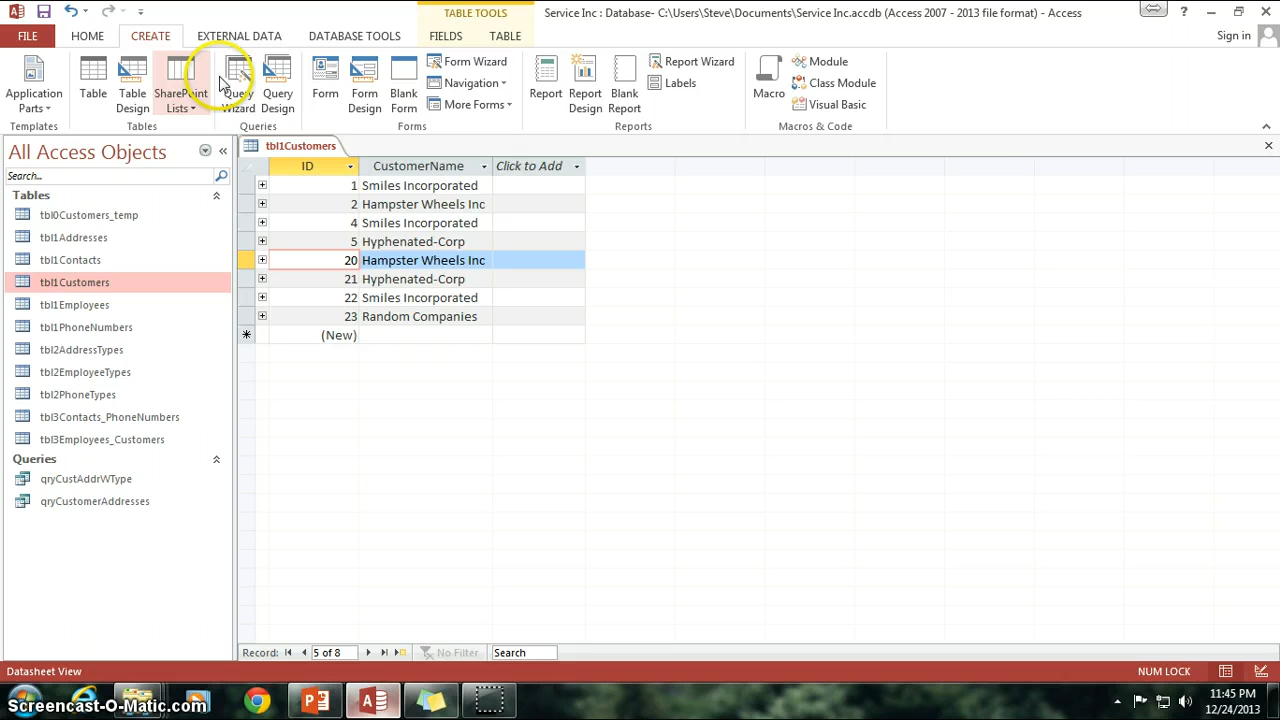 TABLE TOOLS
Service Inc : Database- C:\Users\Steve\Documents\Service Inc.accdb (Access 2007 - 2013 file format) - Access
FILE HOME CREATE EXTERNAL DATA DATABASE TOOLS FIELDS TABLE Sign in
Application Parts
Table
Table Design
SharePoint Lists
Query Wizard
Query Design
Form
Form Design
Blank Form
Form Wizard
Navigation
More Forms
Report
Report Design
Blank Report
Report Wizard
Labels
Macro
Module
Class Module
Visual Basic
Templates Tables Queries Forms Reports Macros & Code
All Access Objects
Search...
Tables
tbl0Customers_temp
tbl1Addresses
tbl1Contacts
tbl1Customers
tbl1Employees
tbl1PhoneNumbers
tbl2AddressTypes
tbl2EmployeeTypes
tbl2PhoneTypes
tbl3Contacts_PhoneNumbers
tbl3Employees_Customers
Queries
qryCustAddrWType
qryCustomerAddresses
tbl1Customers
ID CustomerName Click to Add
1 Smiles Incorporated
2 Hampster Wheels Inc
4 Smiles Incorporated
5 Hyphenated-Corp
20 Hampster Wheels Inc
21 Hyphenated-Corp
22 Smiles Incorporated
23 Random Companies
(New)
Record: 5 of 8 No Filter Search
Datasheet View NUM LOCK
Screencast-O-Matic.com
11:45 PM
12/24/2013